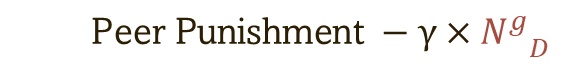 Peer Punishment − γ × N^g_D